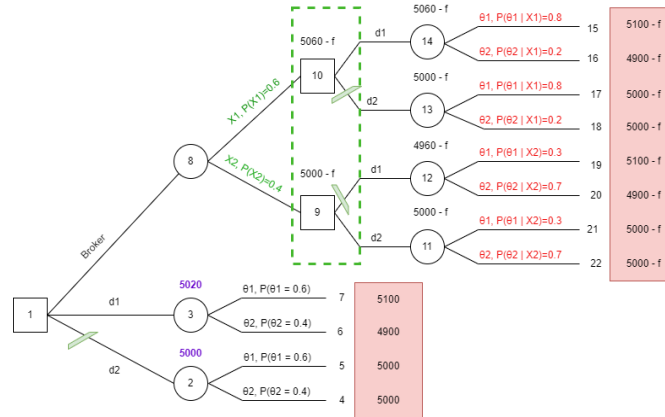 5060 - f
5060 - f
d1
θ1, P(θ1 | X1)=0.8
15
5100 - f
14
θ2, P(θ2 | X1)=0.2
16
4900 - f
10
5000 - f
θ1, P(θ1 | X1)=0.8
17
5000 - f
d2
13
θ2, P(θ2 | X1)=0.2
18
5000 - f
X1, P(X1)=0.6
8
X2, P(X2)=0.4
5000 - f
4960 - f
d1
θ1, P(θ1 | X2)=0.3
19
5100 - f
12
θ2, P(θ2 | X2)=0.7
20
4900 - f
9
5000 - f
θ1, P(θ1 | X2)=0.3
21
5000 - f
d2
11
θ2, P(θ2 | X2)=0.7
22
5000 - f
Broker
1
d1
5020
3
θ1, P(θ1 = 0.6)
7
5100
θ2, P(θ2 = 0.4)
6
4900
d2
5000
2
θ1, P(θ1 = 0.6)
5
5000
θ2, P(θ2 = 0.4)
4
5000